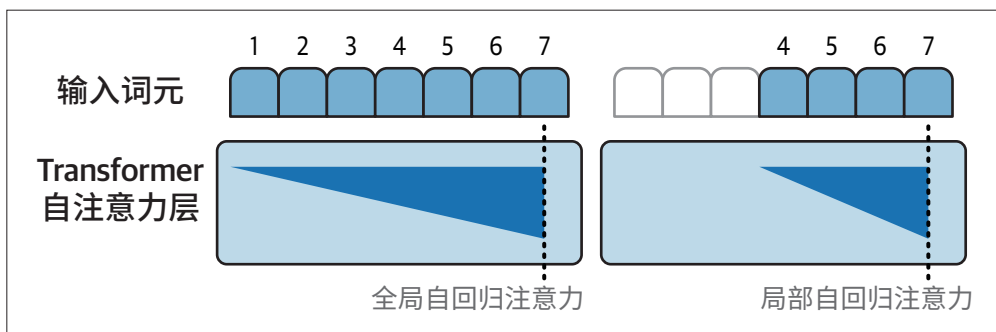 1 2 3 4 5 6 7 4 5 6 7
输入词元
Transformer
自注意力层
全局自回归注意力 局部自回归注意力